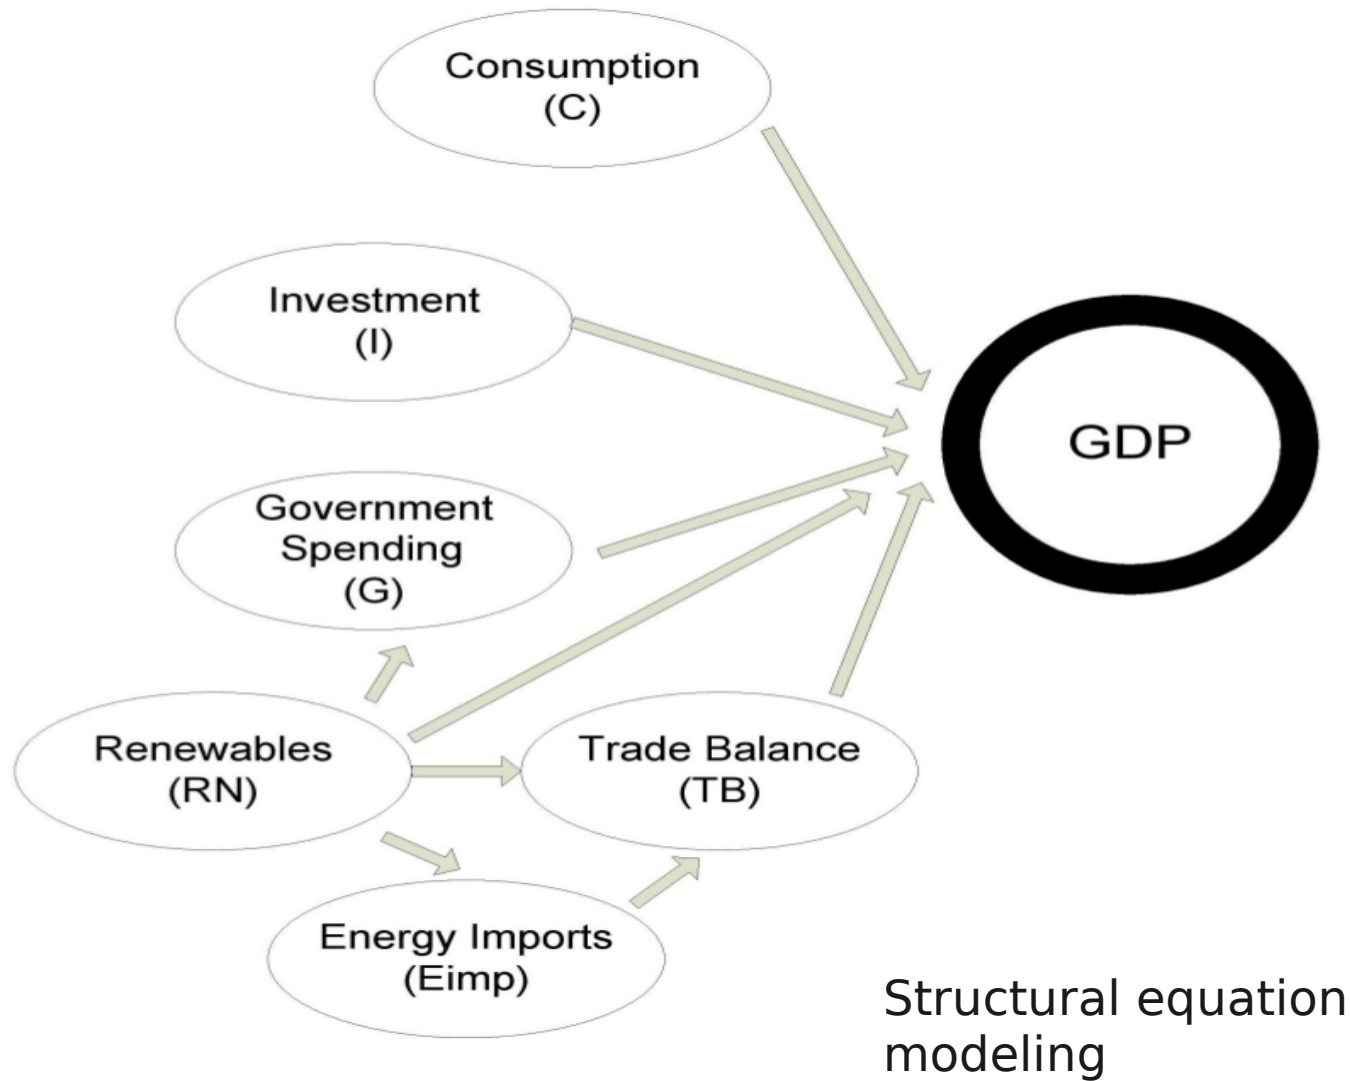 Consumption
(C)
Investment
(I)
GDP
Government
Spending
(G)
Renewables
(RN)
Trade Balance
(TB)
Energy Imports
(Eimp)
Structural equation
modeling